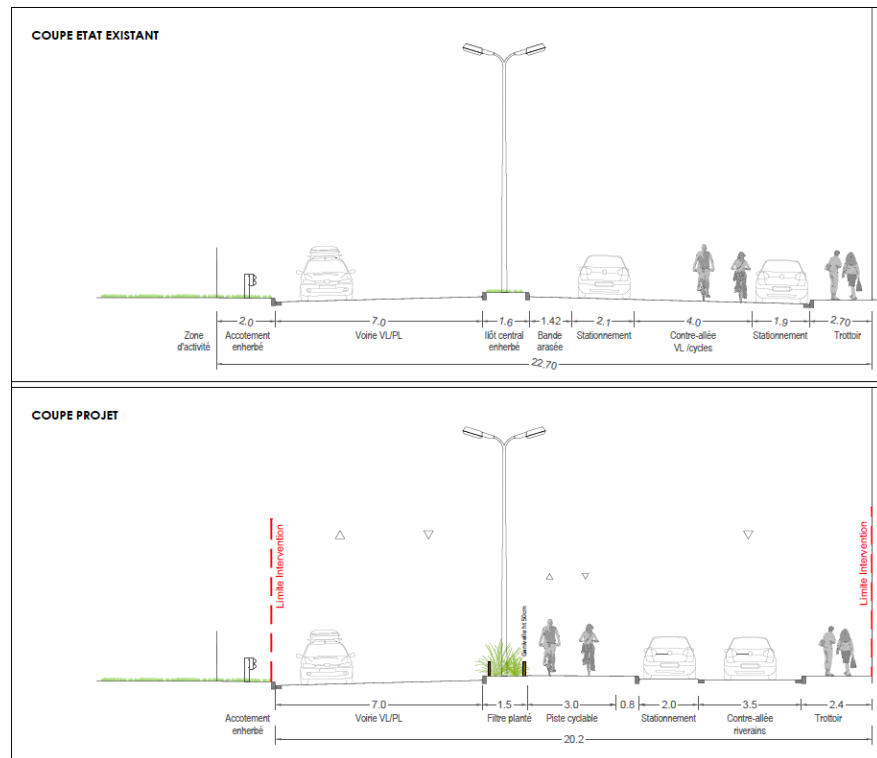 COUPE ETAT EXISTANT
2.0
7.0
1.6
1.42
2.1
4.0
1.9
2.70
Zone
d'activité
Accotement
enherbé
Voirie VL/PL
Ilôt central
enherbé
Bande
arasée
Stationnement
Contre-allée
VL /cycles
Stationnement
Trottoir
22.70
COUPE PROJET
Limite Intervention
Ganivelle ht 50cm
Limite Intervention
7.0
1.5
3.0
0.8
2.0
3.5
2.4
Accotement
enherbé
Voirie VL/PL
Filtre planté
Piste cyclable
Stationnement
Contre-allée
riverains
Trottoir
20.2